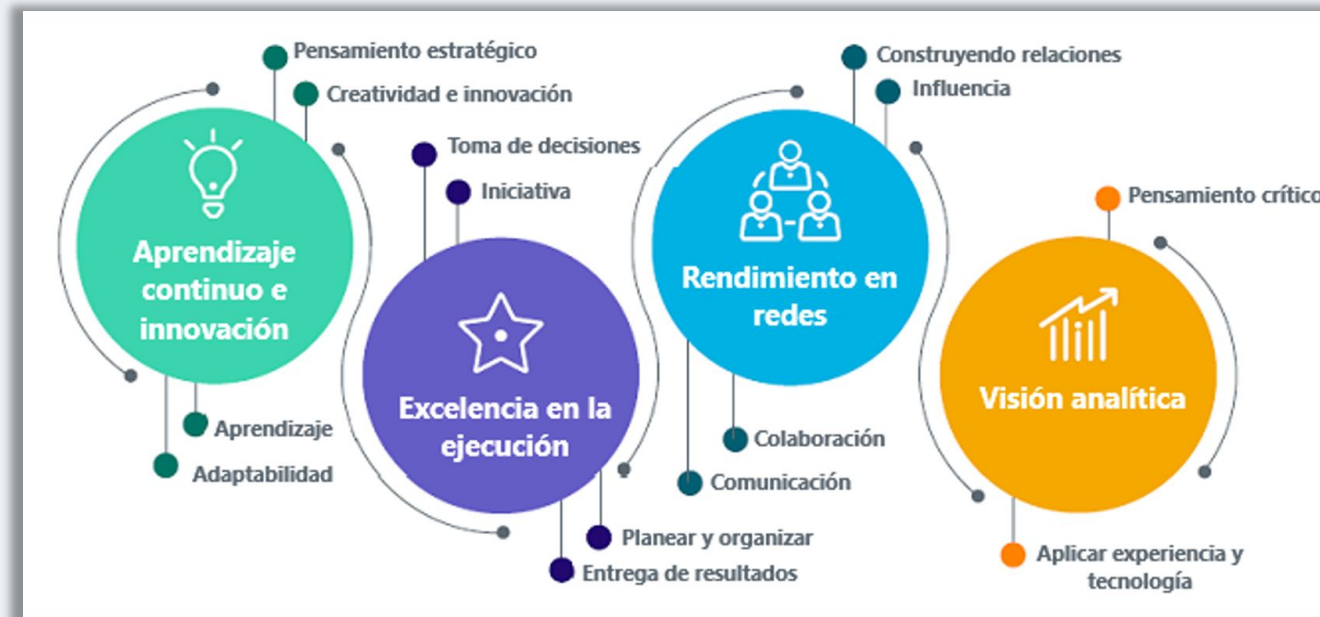 Pensamiento estratégico
Creatividad e innovación
Aprendizaje
continuo e
innovación
Aprendizaje
Adaptabilidad
Toma de decisiones
Iniciativa
Excelencia en la
ejecución
Planear y organizar
Entrega de resultados
Construyendo relaciones
Influencia
Rendimiento en
redes
Colaboración
Comunicación
Pensamiento crítico
Visión analítica
Aplicar experiencia y
tecnología